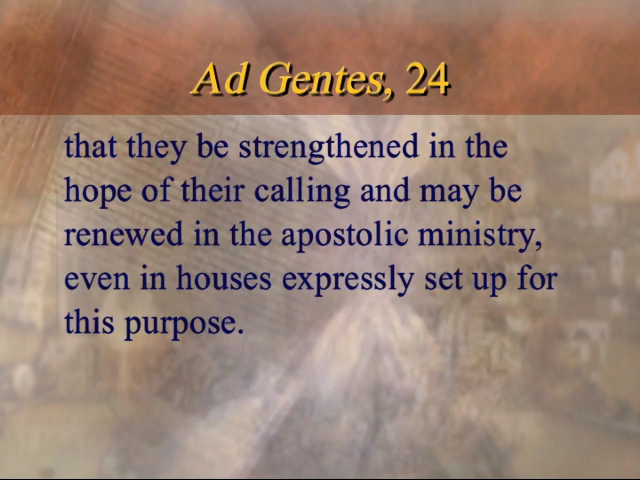 Ad Gentes, 24
that they be strengthened in the
hope of their calling and may be
renewed in the apostolic ministry,
even in houses expressly set up for
this purpose.